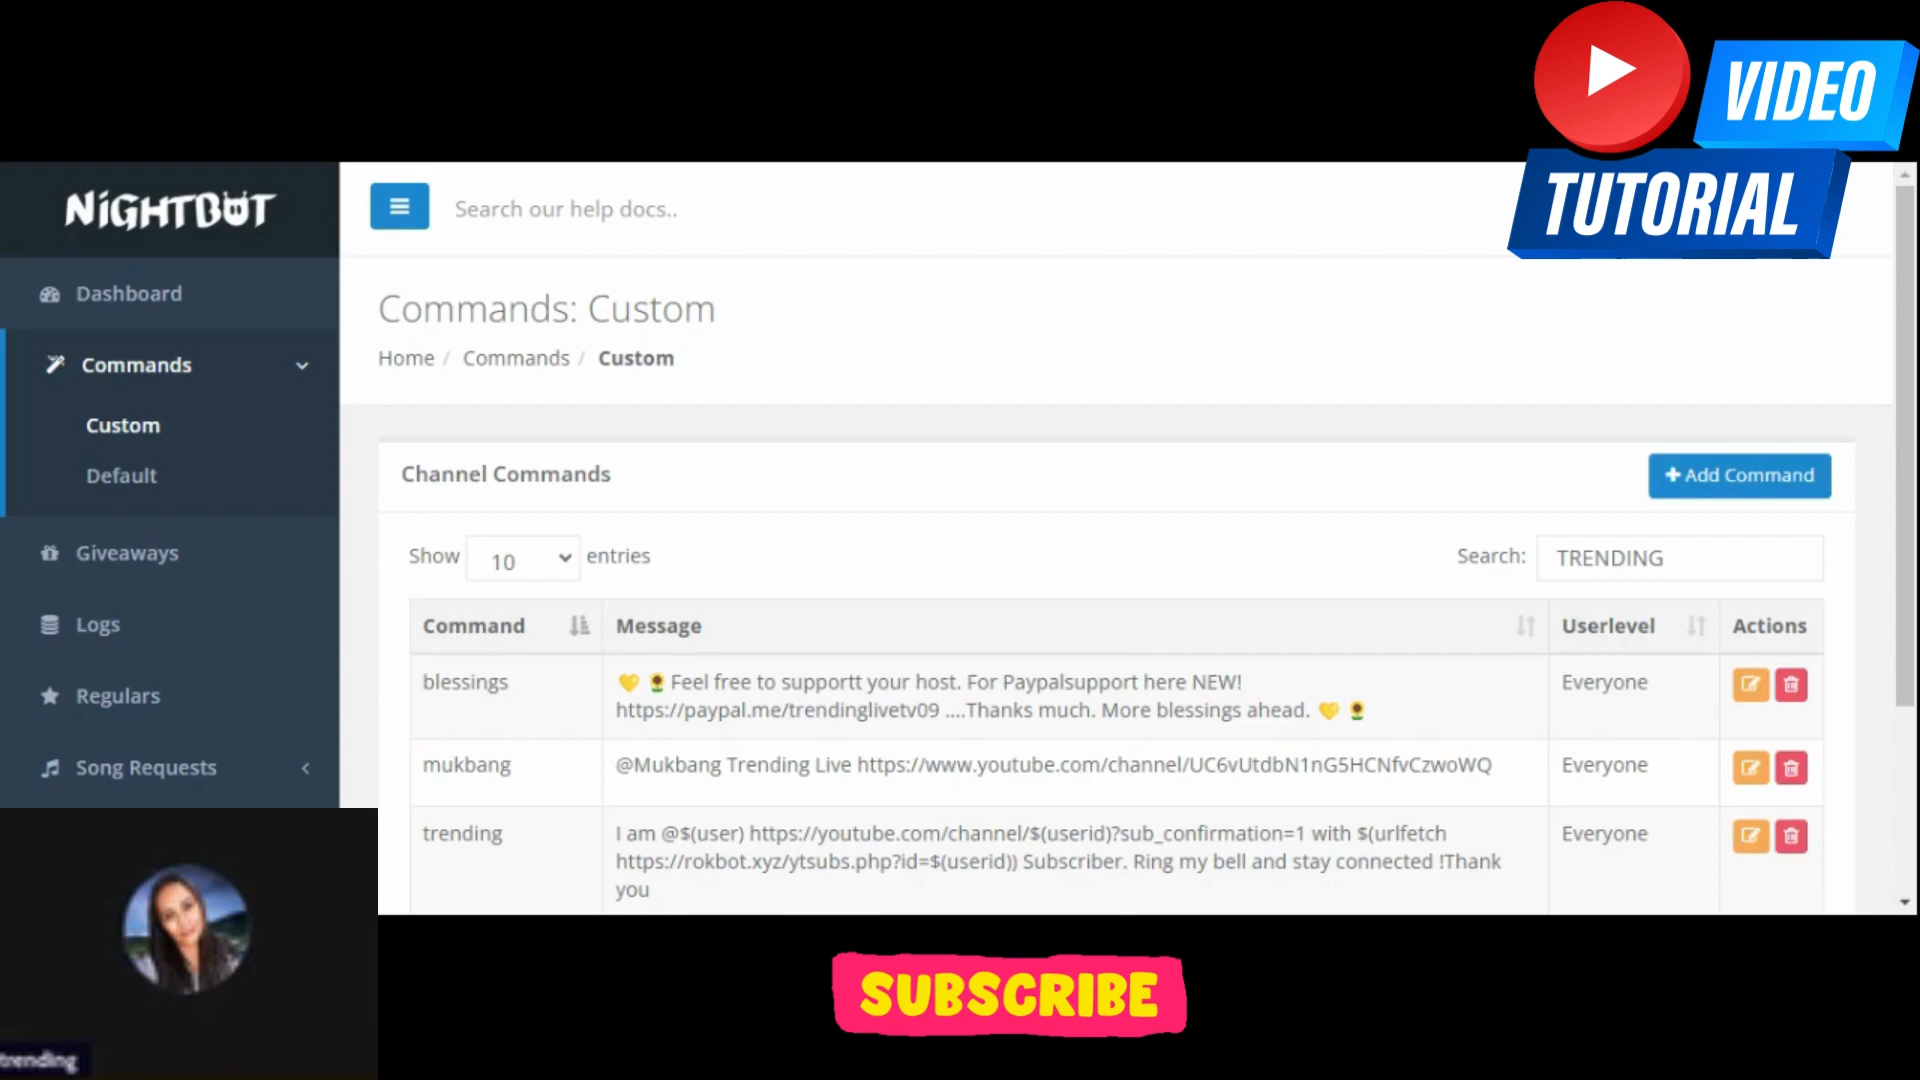 VIDEO
TUTORIAL
NiGHTBOT
Search our help docs..
Dashboard
Commands: Custom
Home / Commands / Custom
Commands
Custom
Default
Channel Commands
Add Command
Show 10 entries
Search: TRENDING
Giveaways
Command Message Userlevel Actions
Logs
blessings
💛 🌻 Feel free to supportt your host. For Paypalsupport here NEW!
https://paypal.me/trendinglivetv09 ....Thanks much. More blessings ahead. 💛 🌻
Everyone
Regulars
mukbang
@Mukbang Trending Live https://www.youtube.com/channel/UC6vUtdbN1nG5HCNfvCzwoWQ
Everyone
Song Requests
trending
I am @$(user) https://youtube.com/channel/$(userid)?sub_confirmation=1 with $(urlfetch
https://rokbot.xyz/ytsubs.php?id=$(userid)) Subscriber. Ring my bell and stay connected !Thank
you
Everyone
trending
SUBSCRIBE